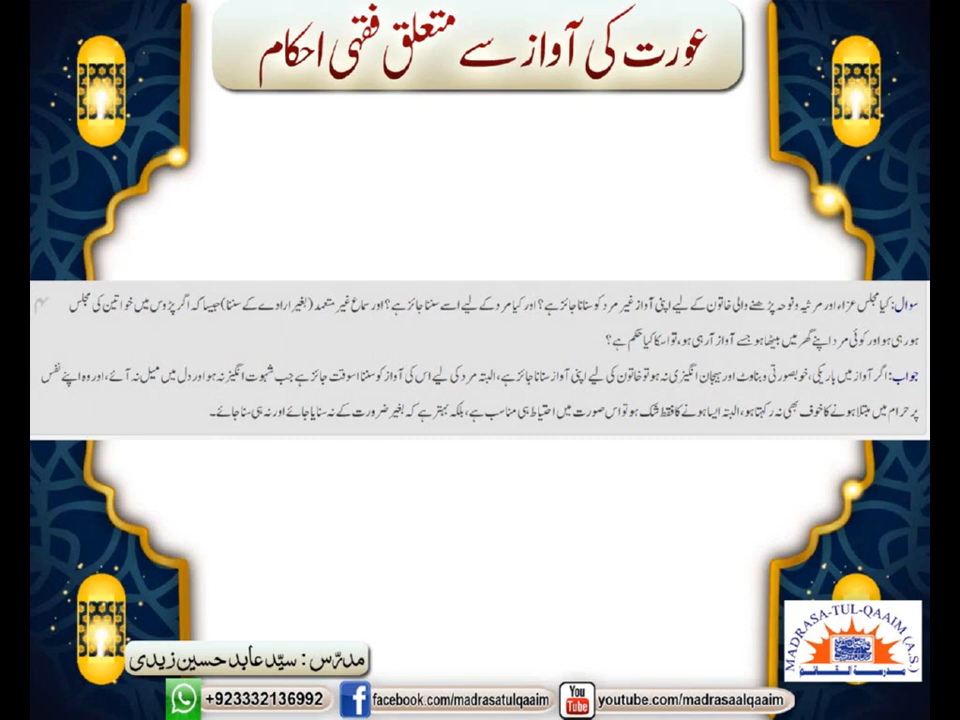 عورت کی آواز سے متعلق فقہی احکام
سوال: کیا مجلس عزاء اور مرثیہ و نوحہ پڑھنے والی خاتون کے لیے اپنی آواز غیر مرد کو سنانا جائز ہے؟ اور کیا مرد کے لیے اسے سننا جائز ہے؟ اور سماع غیر متعمد (بغیر ارادے کے سننا) جیسا کہ اگر پڑوس میں خواتین کی مجلس
ہو رہی ہو اور کوئی مرد اپنے گھر میں بیٹھا ہو جسے آواز آرہی ہو، تو اسکا کیا حکم ہے؟
جواب: اگر آواز میں باریکی، خوبصورتی و بناوٹ اور ہیجان انگیزی نہ ہو تو خاتون کی لیے اپنی آواز سنانا جائز ہے، البتہ مرد کی لیے اس کی آواز کو سننا اسوقت جائز ہے جب شہوت انگیز نہ ہو اور دل میں میل نہ آئے، اور وہ اپنے نفس
پر حرام میں مبتلا ہونے کا خوف بھی نہ رکھتا ہو، البتہ ایسا ہونے کا فقط شک ہو تو اس صورت میں احتیاط ہی مناسب ہے، بلکہ بہتر ہے کہ بغیر ضرورت کے نہ سنایا جائے اور نہ ہی سنا جائے۔
MADRASA-TUL-QAAIM (A.S)
مدرسة القائم
مدرّس : سیّد عابد حسین زیدی
+923332136992 facebook.com/madrasatulqaaim You Tube youtube.com/madrasaalqaaim